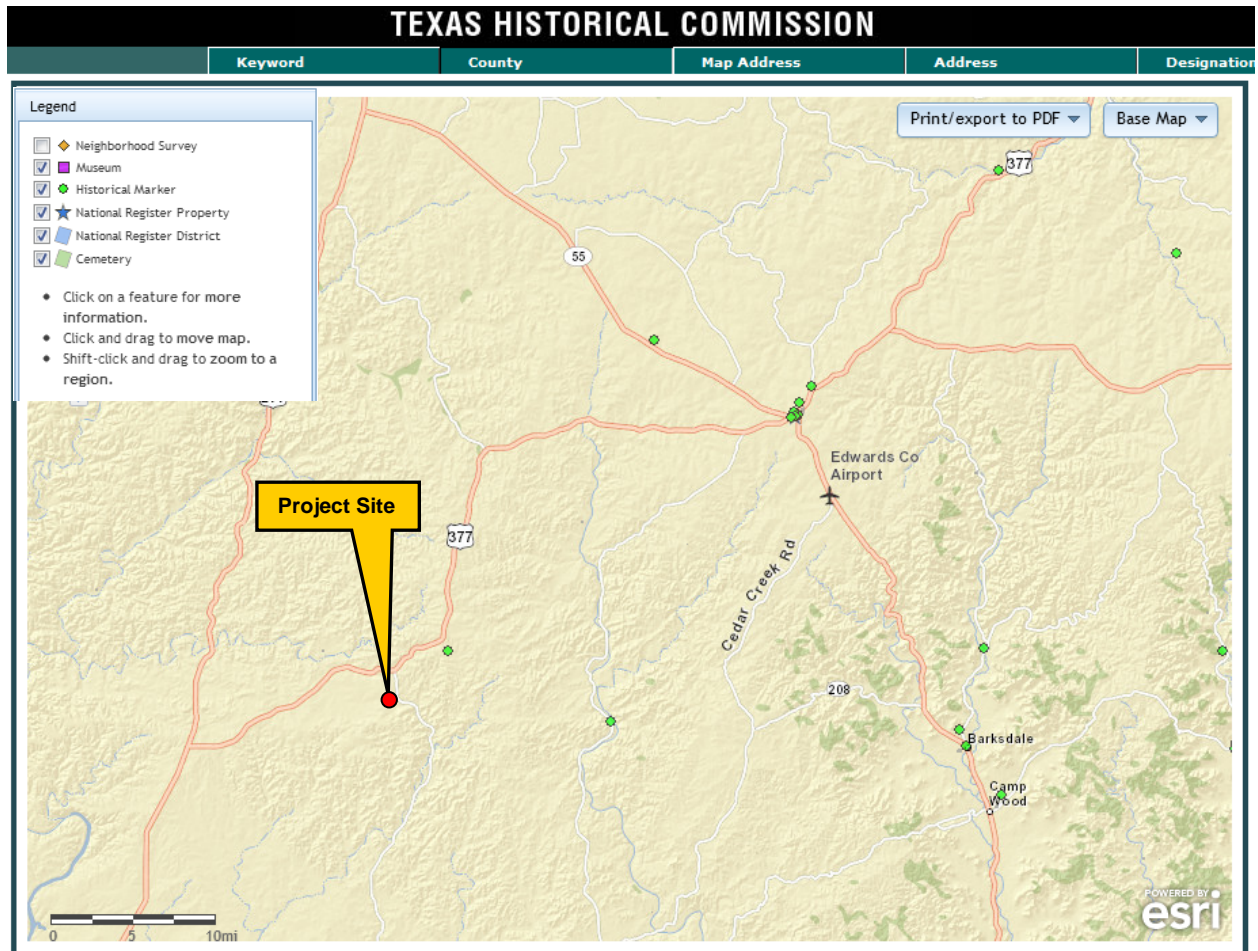 TEXAS HISTORICAL COMMISSION
Keyword County Map Address Address Designation
Legend
Neighborhood Survey
Museum
Historical Marker
National Register Property
National Register District
Cemetery
Click on a feature for more
information.
Click and drag to move map.
Shift-click and drag to zoom to a
region.
Print/export to PDF
Base Map
377
55
Edwards Co
Airport
Project Site
377
Cedar Creek Rd
208
Barksdale
Camp
Wood
POWERED BY
esri
0 5 10mi